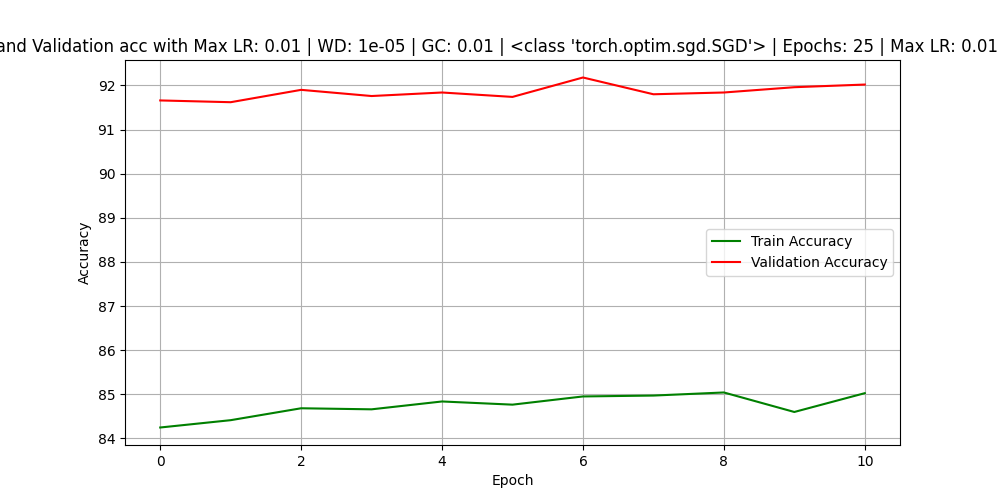 and Validation acc with Max LR: 0.01 | WD: 1e-05 | GC: 0.01 | <class 'torch.optim.sgd.SGD'> | Epochs: 25 | Max LR: 0.01
92
91
90
89
88
87
86
85
84
Accuracy
Train Accuracy
Validation Accuracy
0 2 4 6 8 10
Epoch